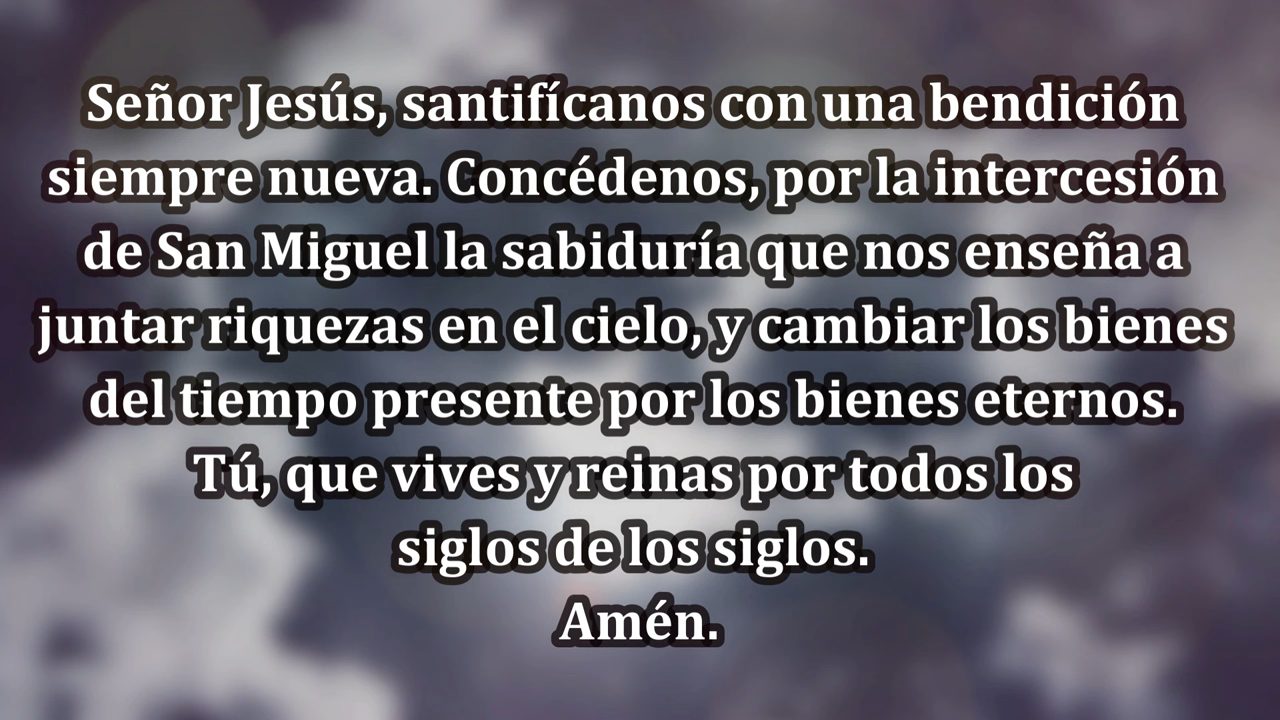 Señor Jesús, santifícanos con una bendición
siempre nueva. Concédenos, por la intercesión
de San Miguel la sabiduría que nos enseña a
juntar riquezas en el cielo, y cambiar los bienes
del tiempo presente por los bienes eternos.
Tú, que vives y reinas por todos los
siglos de los siglos.
Amén.